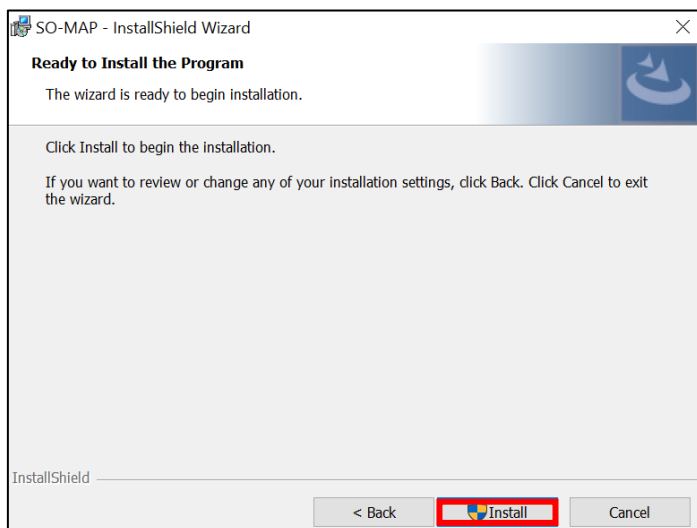 SO-MAP - InstallShield Wizard
Ready to Install the Program
The wizard is ready to begin installation.
Click Install to begin the installation.
If you want to review or change any of your installation settings, click Back. Click Cancel to exit
the wizard.
InstallShield
< Back
Install
Cancel